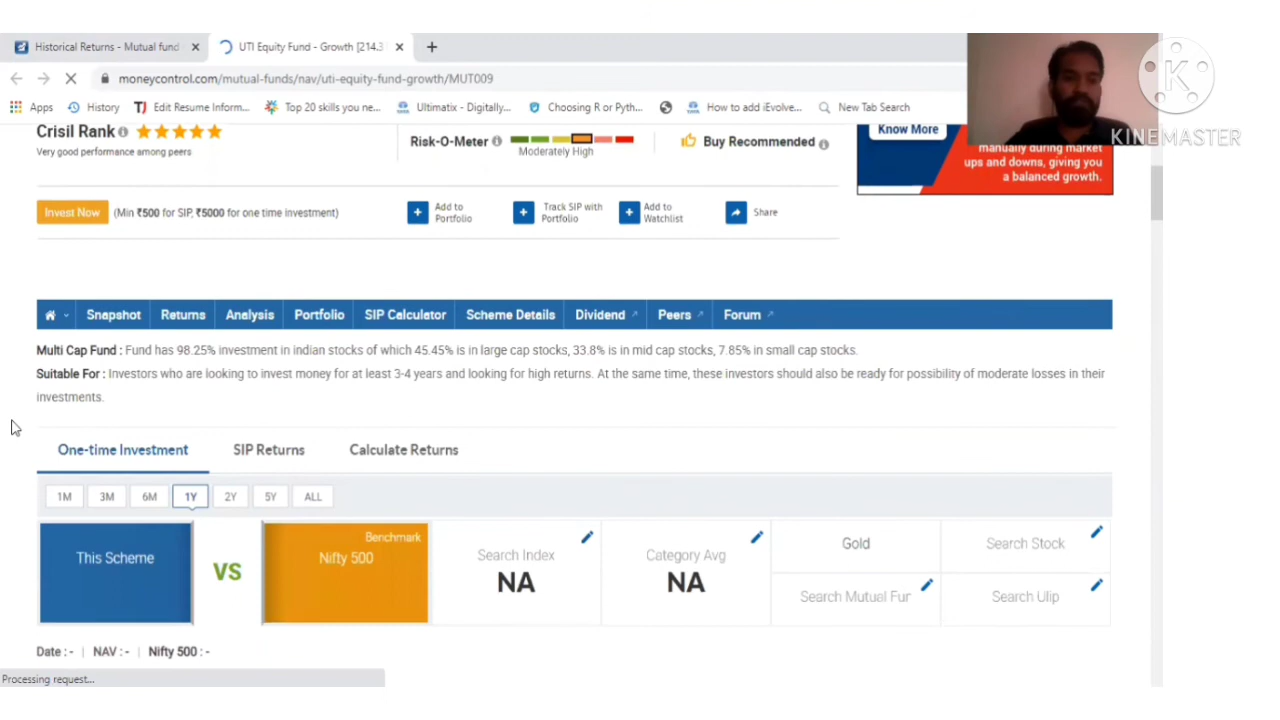 Historical Returns - Mutual fund
UTI Equity Fund - Growth [214.3
moneycontrol.com/mutual-funds/nav/uti-equity-fund-growth/MUT009
Apps History TJ Edit Resume Inform... Top 20 skills you ne... Ultimatix - Digitally... Choosing R or Pyth... How to add iEvolve... New Tab Search
K
KINEMASTER
Crisil Rank
Very good performance among peers
Risk-O-Meter
Moderately High
Buy Recommended
Know More
manually during market
ups and downs, giving you
a balanced growth.
Invest Now (Min ₹500 for SIP, ₹5000 for one time investment)
Add to
Portfolio
Track SIP with
Portfolio
Add to
Watchlist
Share
Snapshot Returns Analysis Portfolio SIP Calculator Scheme Details Dividend Peers Forum
Multi Cap Fund : Fund has 98.25% investment in indian stocks of which 45.45% is in large cap stocks, 33.8% is in mid cap stocks, 7.85% in small cap stocks.
Suitable For : Investors who are looking to invest money for at least 3-4 years and looking for high returns. At the same time, these investors should also be ready for possibility of moderate losses in their
investments.
One-time Investment SIP Returns Calculate Returns
1M 3M 6M 1Y 2Y 5Y ALL
This Scheme
VS
Benchmark
Nifty 500
Search Index
NA
Category Avg
NA
Gold
Search Stock
Search Mutual Fur
Search Ulip
Date :- | NAV :- | Nifty 500 :-
Processing request...